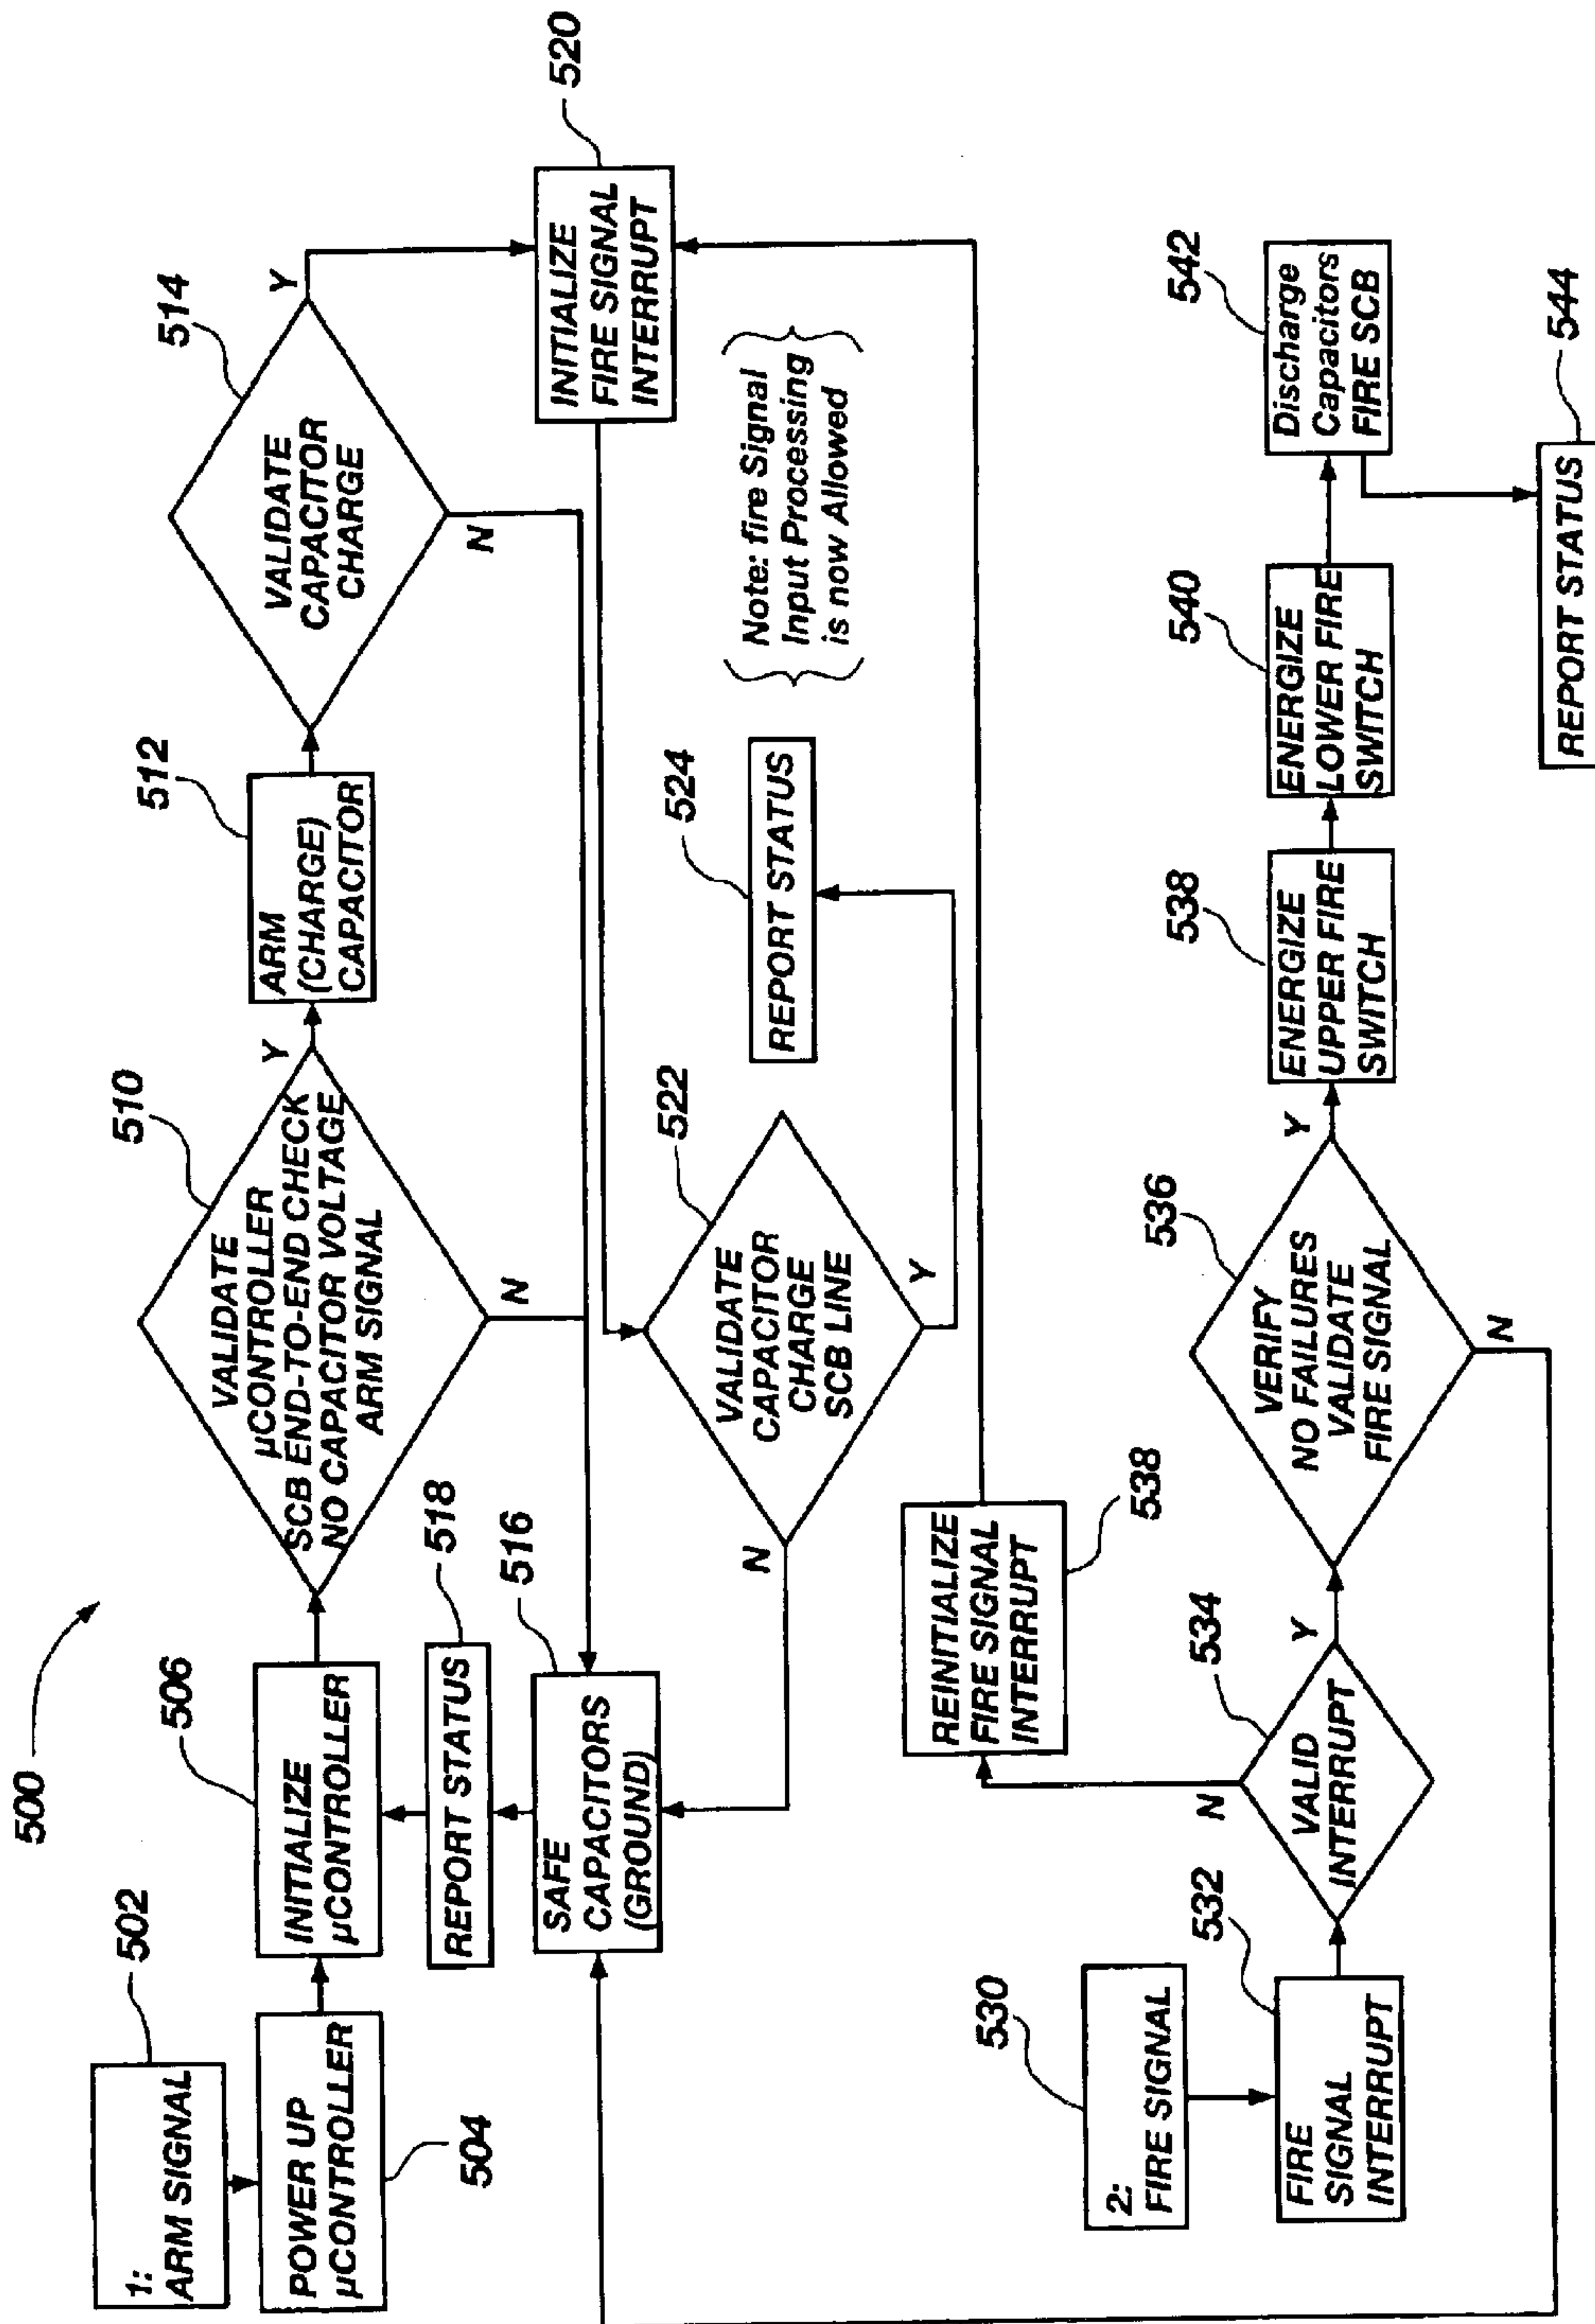 500
502
1:
ARM SIGNAL
POWER UP
µCONTROLLER
504
506
INITIALIZE
µCONTROLLER
510
VALIDATE
µCONTROLLER
SCB END-TO-END CHECK
NO CAPACITOR VOLTAGE
ARM SIGNAL
Y
N
512
ARM
(CHARGE)
CAPACITOR
514
VALIDATE
CAPACITOR
CHARGE
Y
N
518
REPORT STATUS
516
SAFE
CAPACITORS
(GROUND)
520
INITIALIZE
FIRE SIGNAL
INTERRUPT
522
VALIDATE
CAPACITOR
CHARGE
SCB LINE
N
Y
524
REPORT STATUS
Note: fire Signal
Input Processing
is now Allowed
REINITIALIZE
FIRE SIGNAL
INTERRUPT
538
530
2:
FIRE SIGNAL
532
FIRE
SIGNAL
INTERRUPT
534
VALID
INTERRUPT
N
Y
536
VERIFY
NO FAILURES
VALIDATE
FIRE SIGNAL
Y
N
538
ENERGIZE
UPPER FIRE
SWITCH
540
ENERGIZE
LOWER FIRE
SWITCH
542
Discharge
Capacitors
FIRE SCB
544
REPORT STATUS